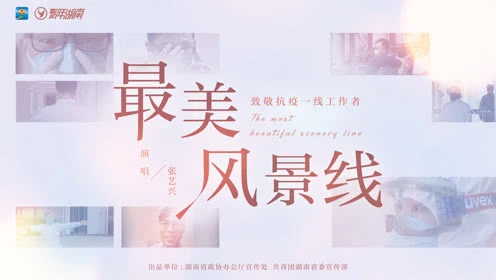 青年湖南
最美
致敬抗疫一线工作者
The most
beautiful scenery line
演唱/张艺兴
风景线
uvex
出品单位：湖南省政协办公厅宣传处 共青团湖南省委宣传部